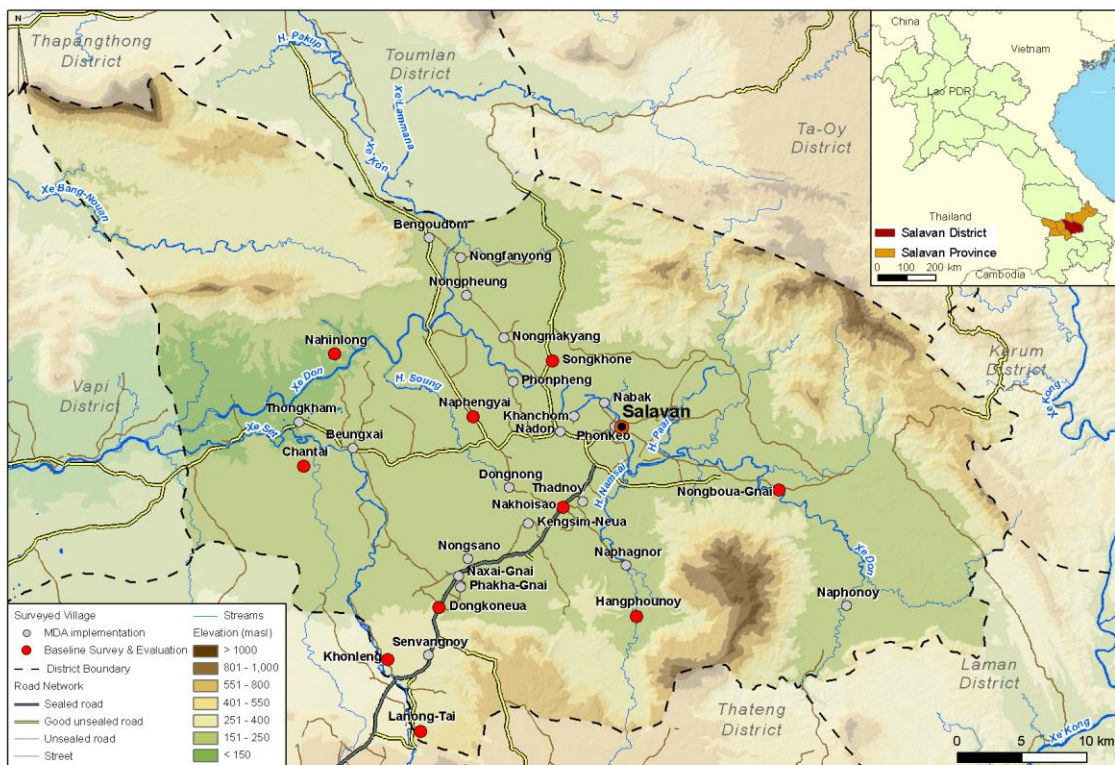 N
Thapangthong
District
H. Pakup
Toumlan
District
Xe Lammana
Xe Kon
Ta-Oy
District
Xe Bang-Nouan
China
Vietnam
Lao PDR
Thailand
Salavan District
Salavan Province
0 100 200 km
Cambodia
Bengoudom
Nongfanyong
Nongpheung
Nahinlong
Nongmakyang
Songkhone
Karum
District
Xe Kong
Xe Don
H. Soung
Phonpheng
Vapi
District
Naphengyai
Khanchom
Nabak
Salavan
Thongkham
Nadon
Phonkeo
H. Paai
Xe Set
Beungxai
Chantai
Dongnong
Thadnoy
H. Namsai
Nongboua-Gnai
Nakhoisao
Kengsim-Neua
Nongsano
Naphagnor
Xe Don
Naxai-Gnai
Phakha-Gnai
Dongkoneua
Hangphounoy
Naphonoy
Senvangnoy
Khonleng
Laman
District
Lanong-Tai
Thateng
District
Xe Kong
Surveyed Village
MDA implementation
Baseline Survey & Evaluation
District Boundary
Road Network
Sealed road
Good unsealed road
Unsealed road
Street
Streams
Elevation (masl)
> 1000
801 - 1,000
551 - 800
401 - 550
251 - 400
151 - 250
< 150
0 5 10 km